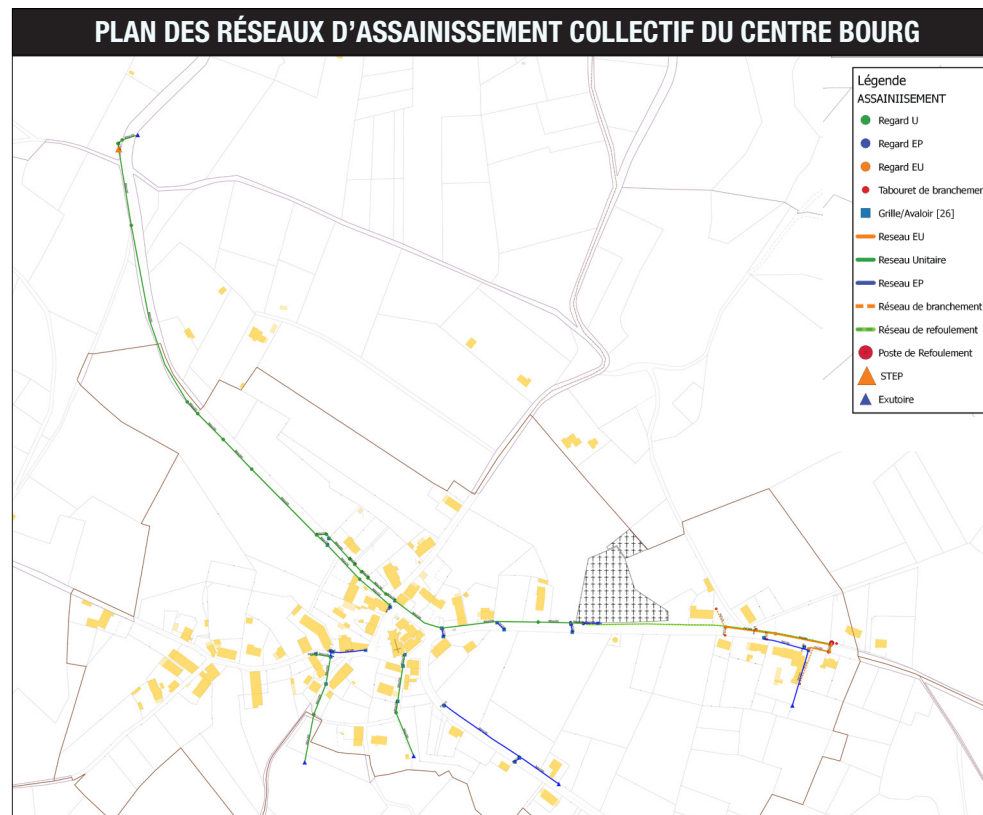 PLAN DES RÉSEAUX D’ASSAINISSEMENT COLLECTIF DU CENTRE BOURG
Légende
ASSAINIISEMENT
Regard U
Regard EP
Regard EU
Tabouret de branchemen
Grille/Avaloir [26]
Reseau EU
Reseau Unitaire
Reseau EP
Réseau de branchement
Réseau de refoulement
Poste de Refoulement
STEP
Exutoire